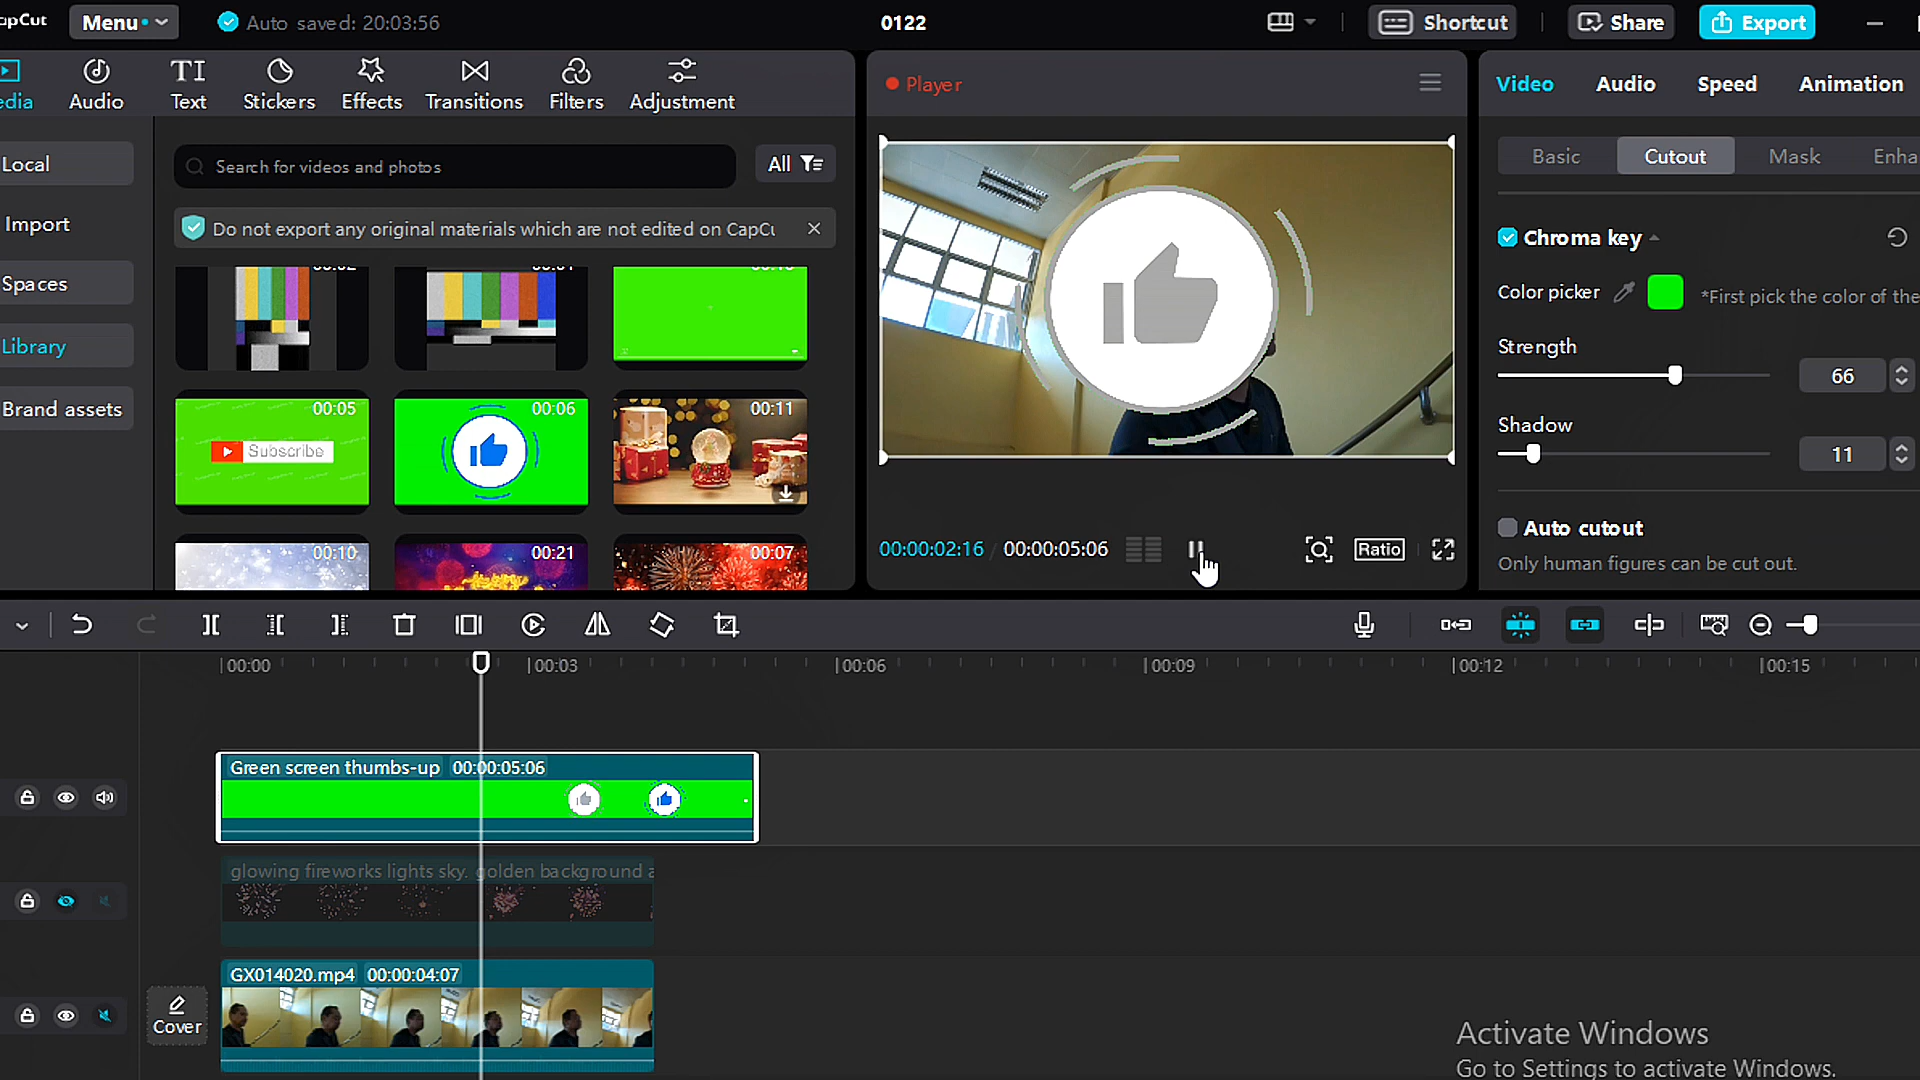 apCut
Menu
Auto saved: 20:03:56
0122
Shortcut
Share
Export
edia
Audio
Text
Stickers
Effects
Transitions
Filters
Adjustment
Player
Video
Audio
Speed
Animation
Local
Import
Spaces
Library
Brand assets
Search for videos and photos
All
Do not export any original materials which are not edited on CapCu
00:05
Subscribe
00:06
00:11
00:10
00:21
00:07
Basic
Cutout
Mask
Enha
Chroma key
Color picker
*First pick the color of the
Strength
66
Shadow
11
Auto cutout
Only human figures can be cut out.
00:00:02:16 / 00:00:05:06
Ratio
00:00
00:03
00:06
00:09
00:12
00:15
Green screen thumbs-up 00:00:05:06
glowing fireworks lights sky. golden background a
GX014020.mp4 00:00:04:07
Cover
Activate Windows
Go to Settings to activate Windows.